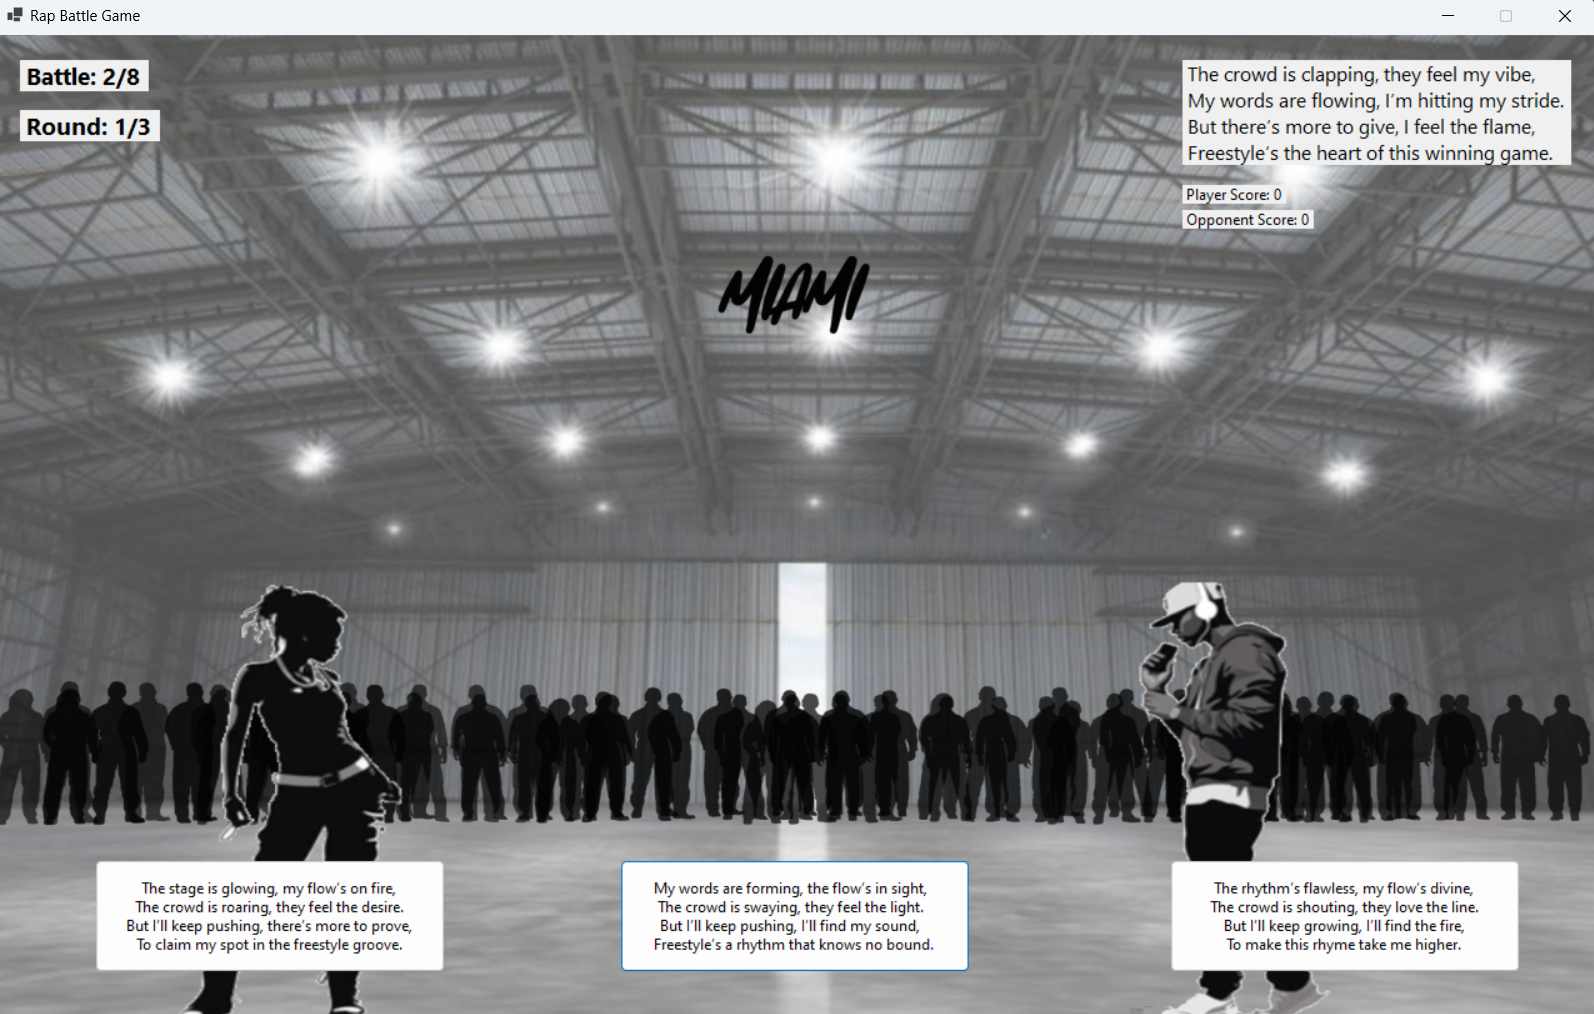 Rap Battle Game
Battle: 2/8
Round: 1/3
The crowd is clapping, they feel my vibe,
My words are flowing, I'm hitting my stride.
But there's more to give, I feel the flame,
Freestyle's the heart of this winning game.
Player Score: 0
Opponent Score: 0
MIAMI
The stage is glowing, my flow's on fire,
The crowd is roaring, they feel the desire.
But I'll keep pushing, there's more to prove,
To claim my spot in the freestyle groove.
My words are forming, the flow's in sight,
The crowd is swaying, they feel the light.
But I'll keep pushing, I'll find my sound,
Freestyle's a rhythm that knows no bound.
The rhythm's flawless, my flow's divine,
The crowd is shouting, they love the line.
But I'll keep growing, I'll find the fire,
To make this rhyme take me higher.